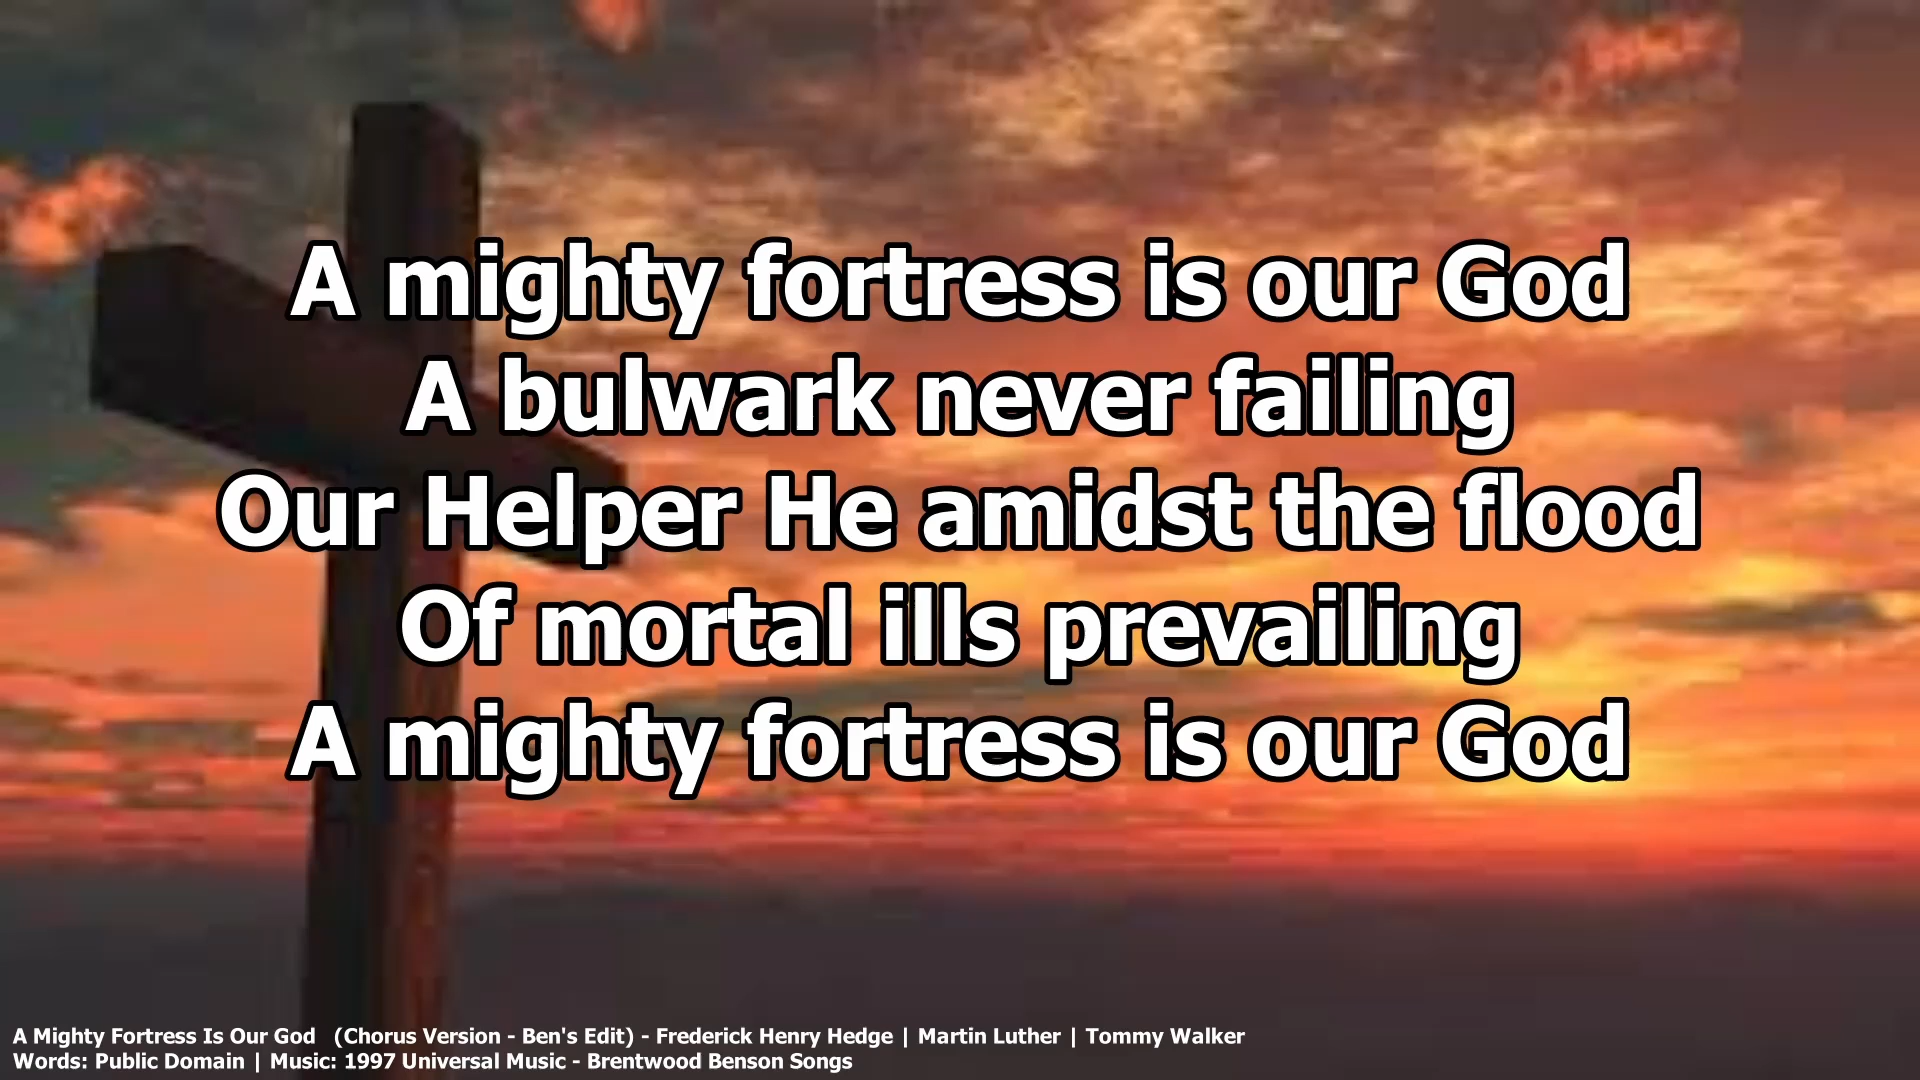 A mighty fortress is our God
A bulwark never failing
Our Helper He amidst the flood
Of mortal ills prevailing
A mighty fortress is our God
A Mighty Fortress Is Our God   (Chorus Version - Ben's Edit) - Frederick Henry Hedge | Martin Luther | Tommy Walker
Words: Public Domain | Music: 1997 Universal Music - Brentwood Benson Songs